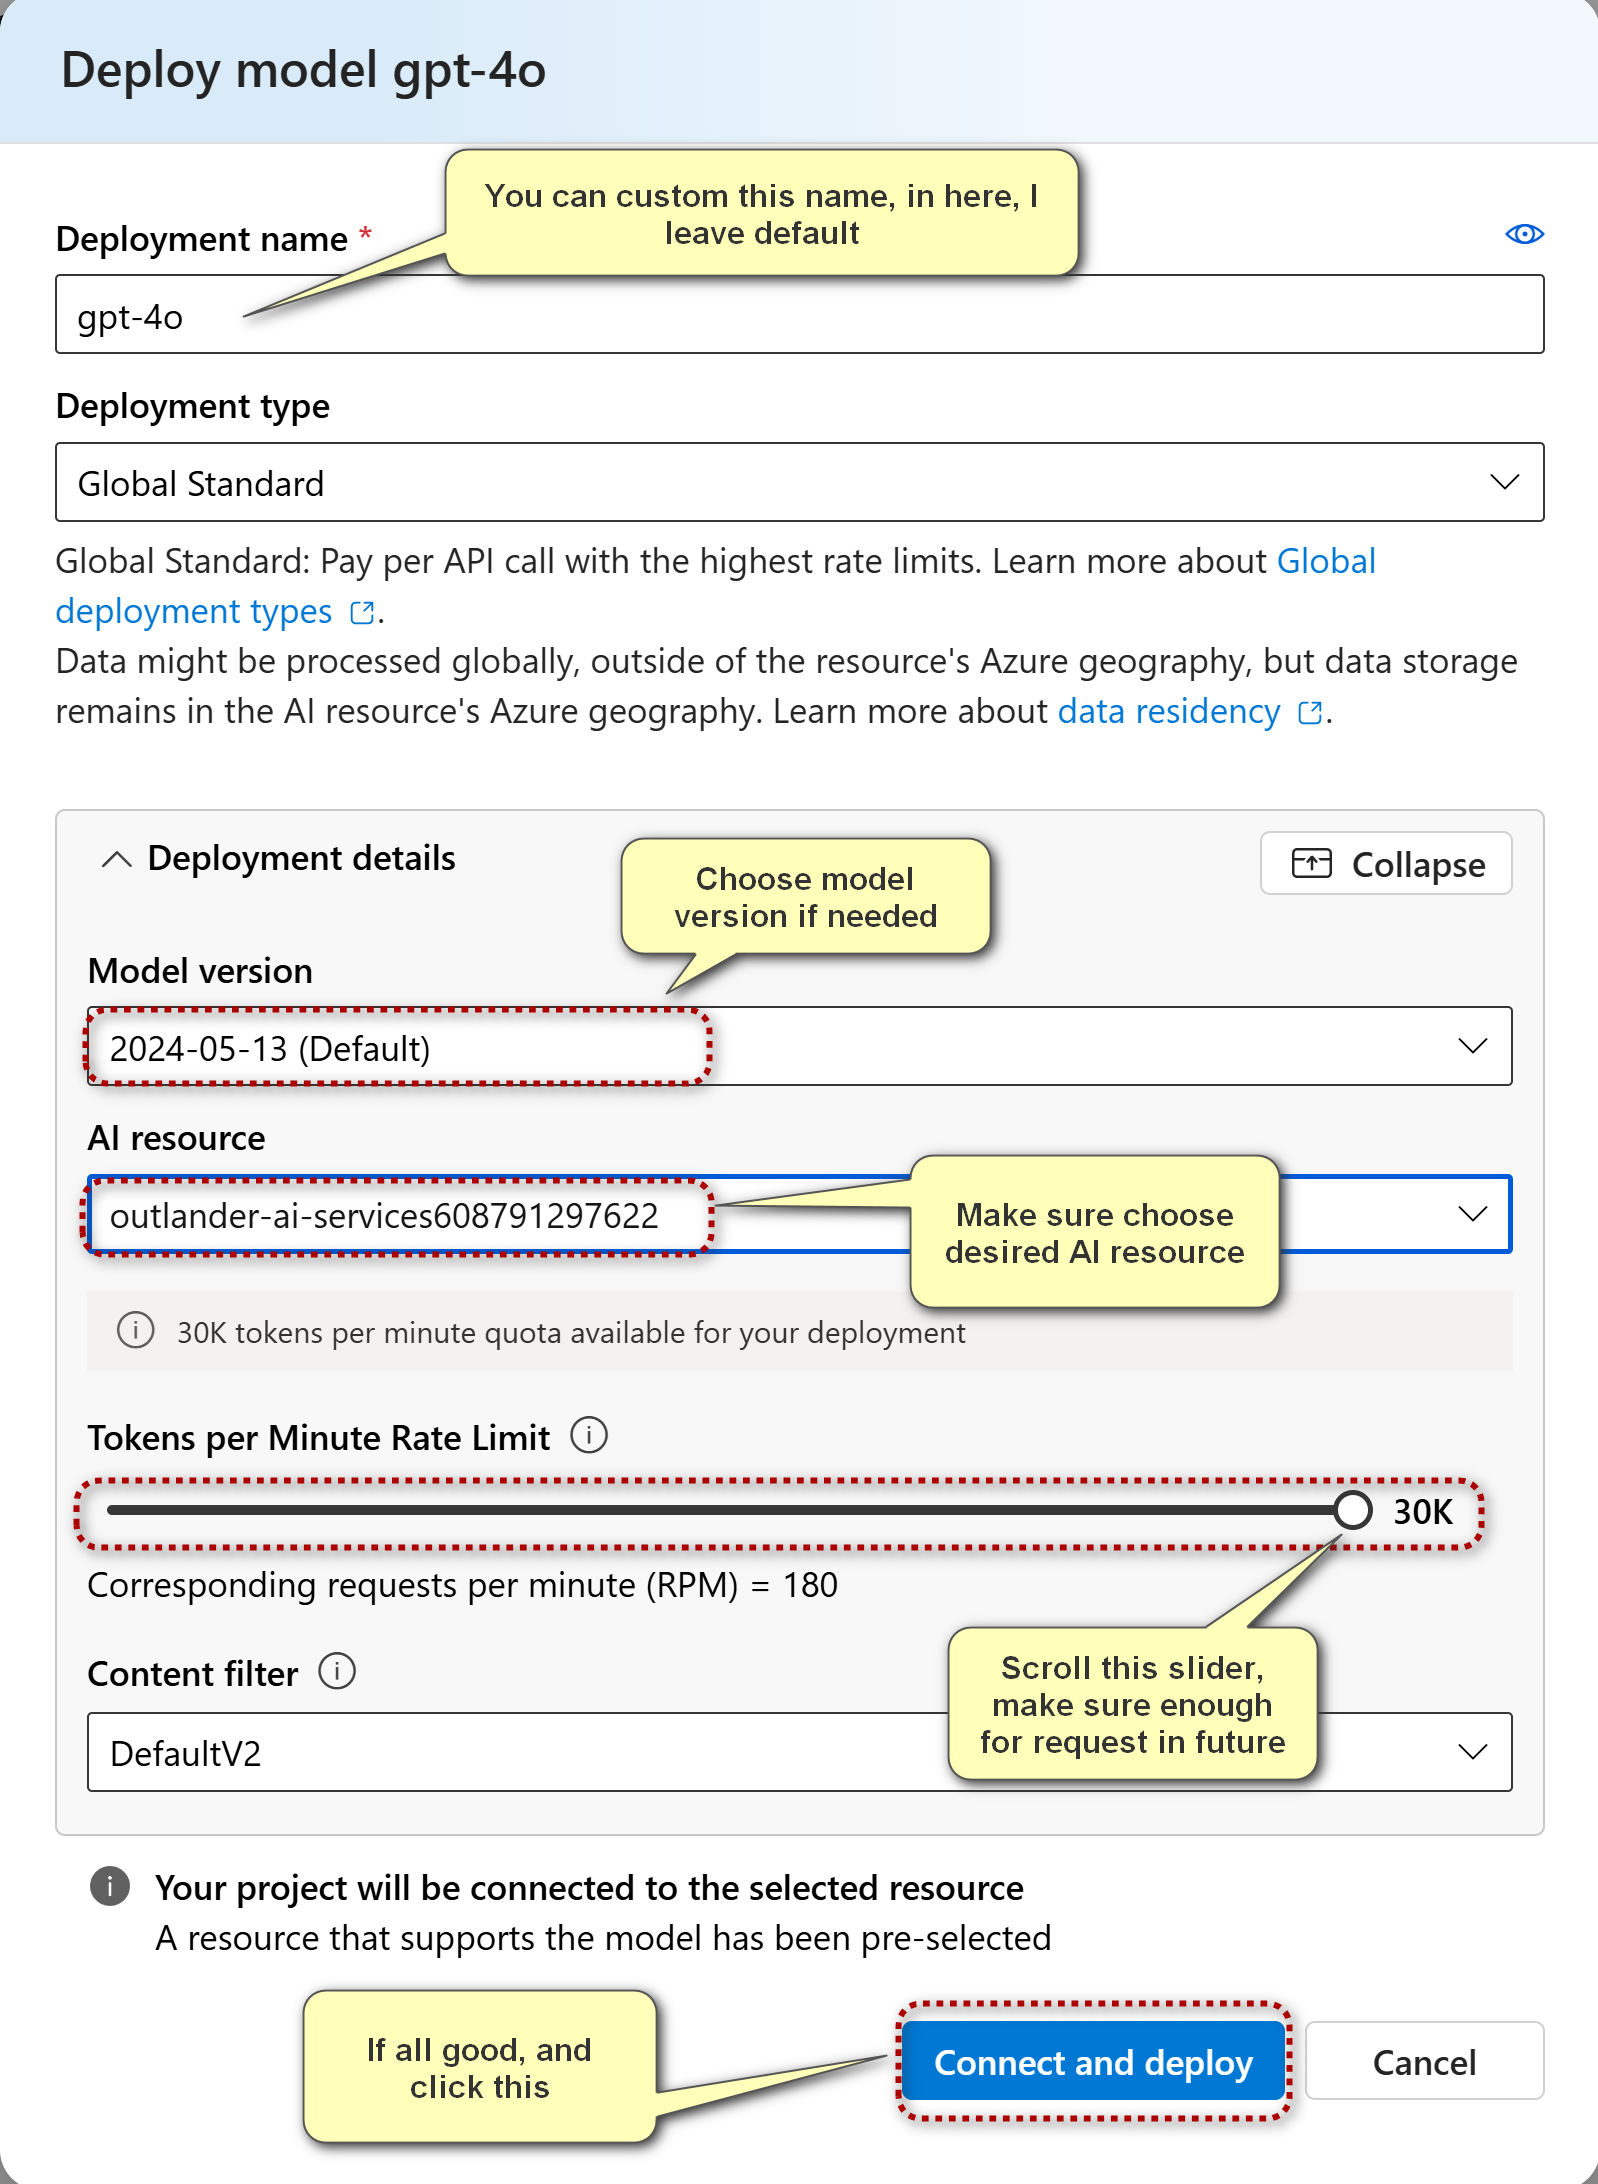 Deploy model gpt-4o
You can custom this name, in here, I
leave default
Deployment name *
gpt-4o
Deployment type
Global Standard
Global Standard: Pay per API call with the highest rate limits. Learn more about Global
deployment types .
Data might be processed globally, outside of the resource's Azure geography, but data storage
remains in the AI resource's Azure geography. Learn more about data residency .
Deployment details
Collapse
Choose model
version if needed
Model version
2024-05-13 (Default)
AI resource
outlander-ai-services608791297622
Make sure choose
desired AI resource
30K tokens per minute quota available for your deployment
Tokens per Minute Rate Limit
30K
Corresponding requests per minute (RPM) = 180
Scroll this slider,
make sure enough
for request in future
Content filter
DefaultV2
Your project will be connected to the selected resource
A resource that supports the model has been pre-selected
If all good, and
click this
Connect and deploy
Cancel